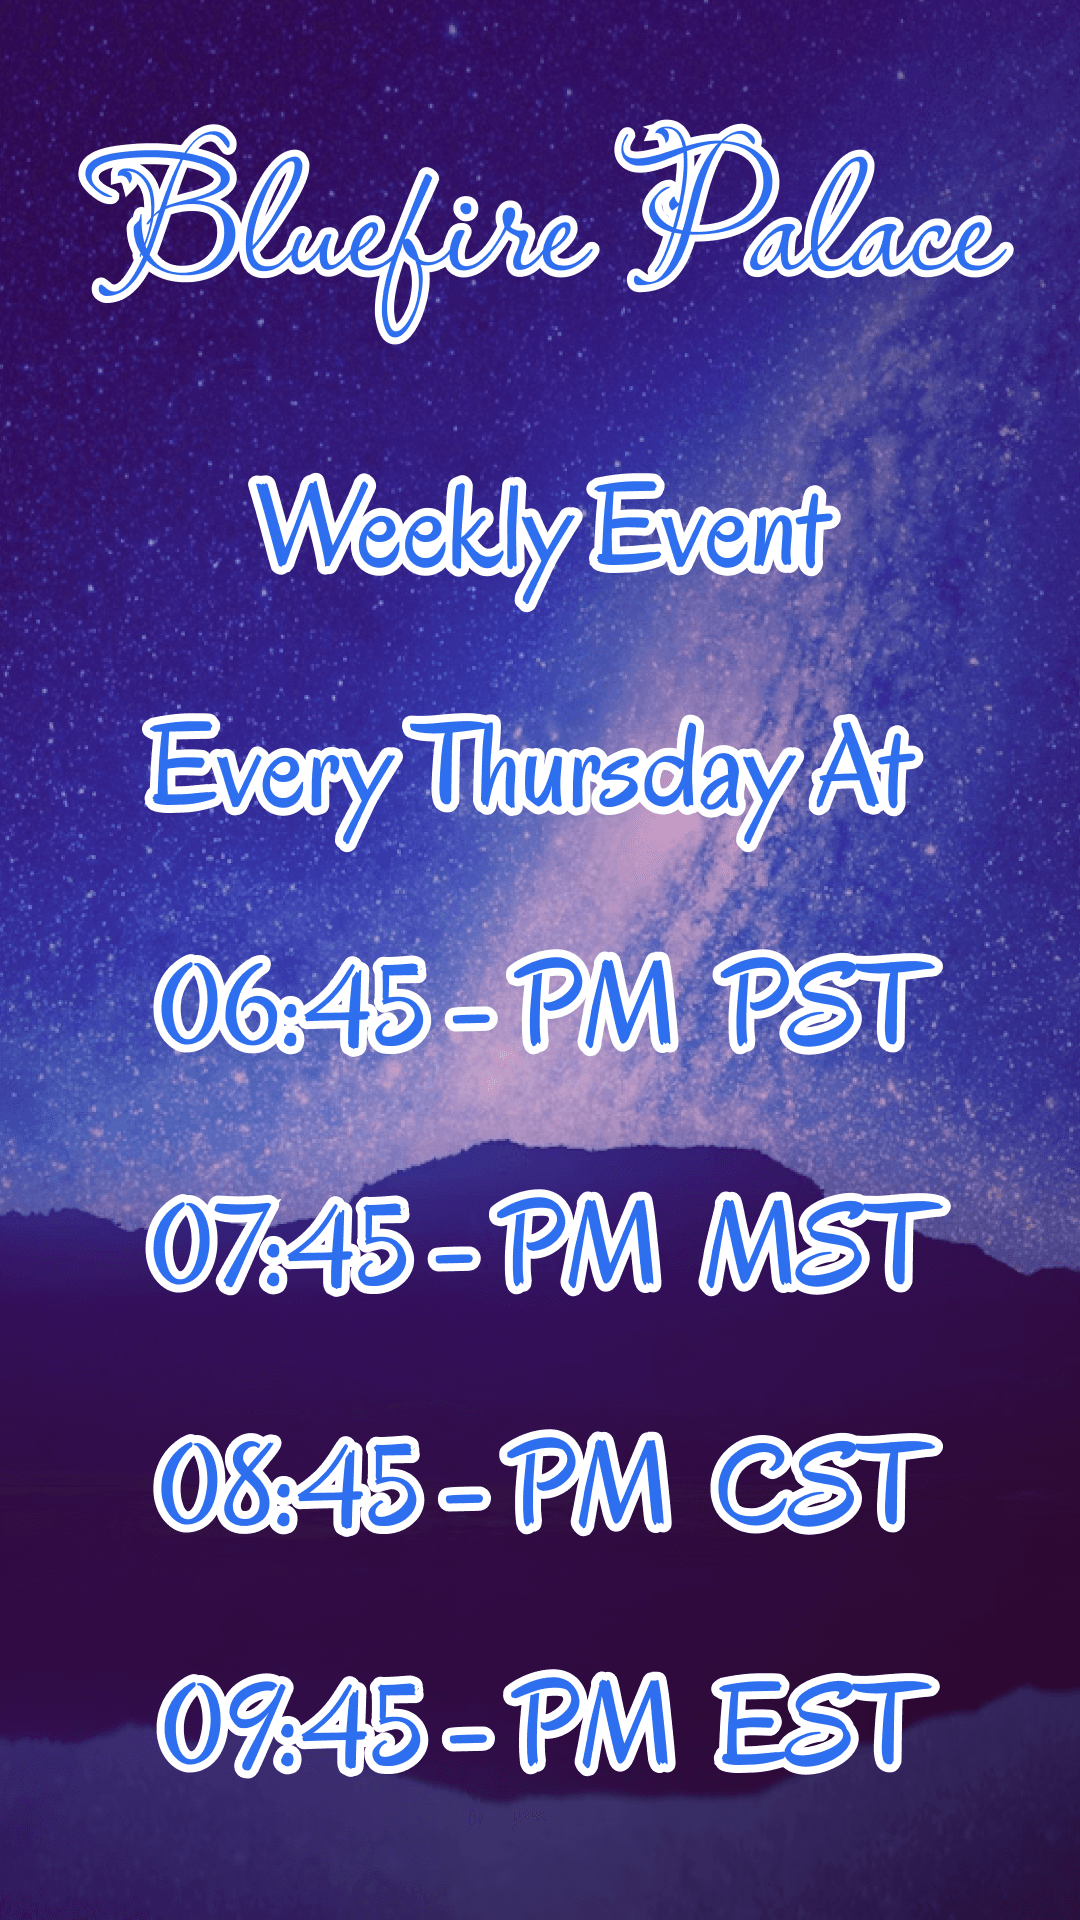 Bluefire Palace
Weekly Event
Every Thursday At
06:45 - PM PST
07:45 - PM MST
08:45 - PM CST
09:45 - PM EST